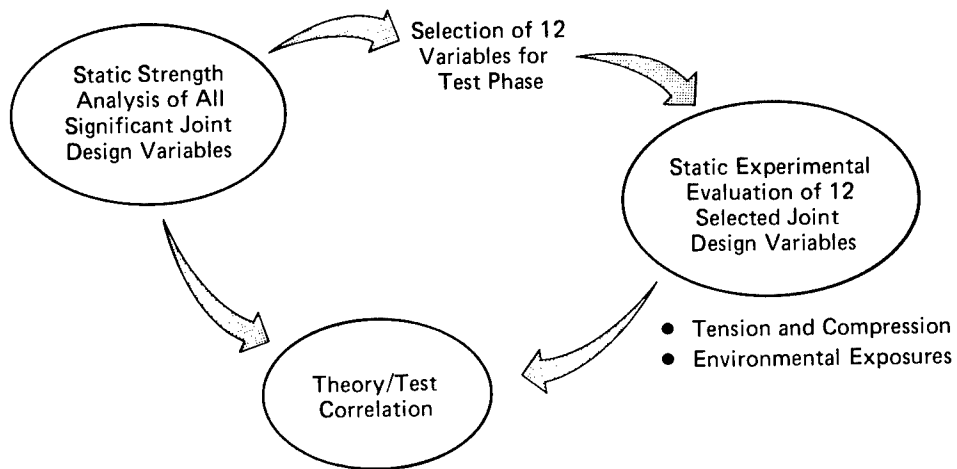 Static Strength
Analysis of All
Significant Joint
Design Variables
Selection of 12
Variables for
Test Phase
Static Experimental
Evaluation of 12
Selected Joint
Design Variables
● Tension and Compression
● Environmental Exposures
Theory/Test
Correlation